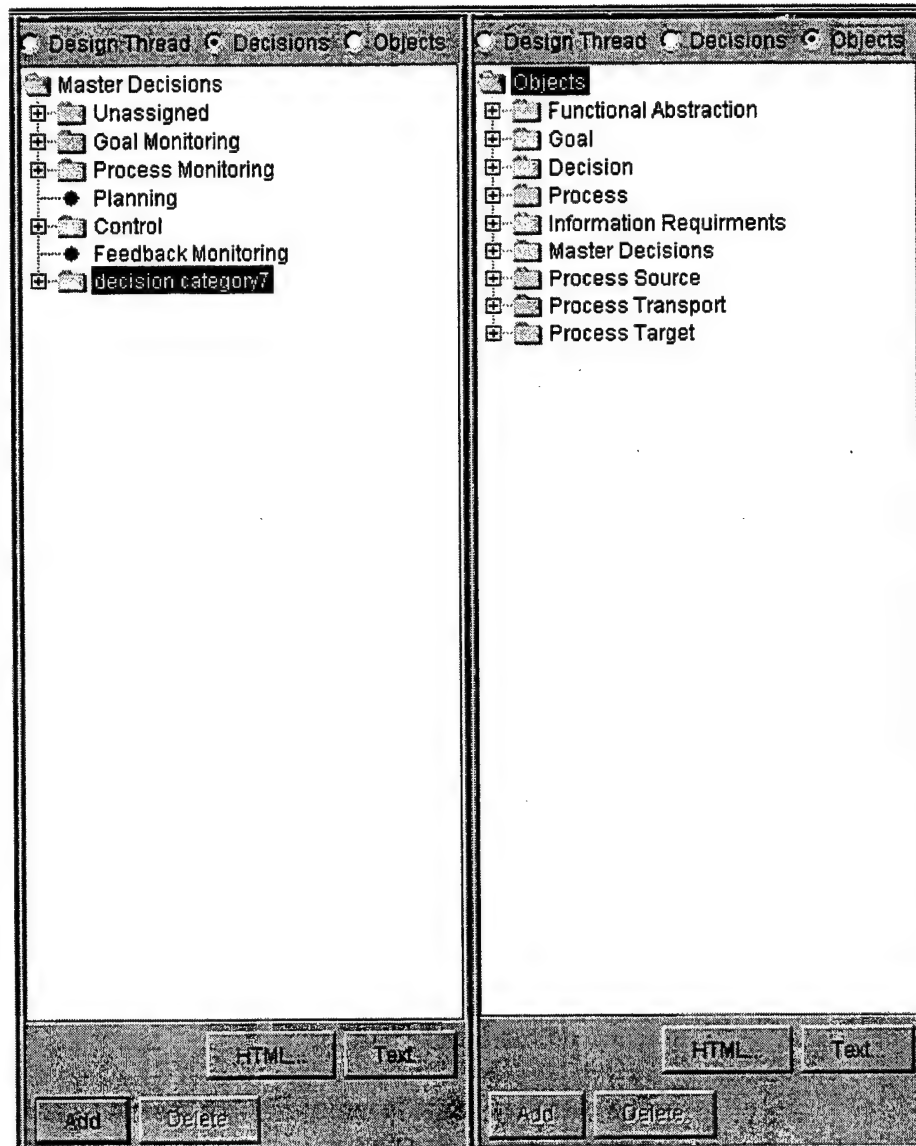 Design Thread Decisions Objects
Master Decisions
Unassigned
Goal Monitoring
Process Monitoring
Planning
Control
Feedback Monitoring
decision category7
HTML...
Text...
Add
Delete
Design Thread Decisions Objects
Objects
Functional Abstraction
Goal
Decision
Process
Information Requirments
Master Decisions
Process Source
Process Transport
Process Target
HTML...
Text...
Add
Delete